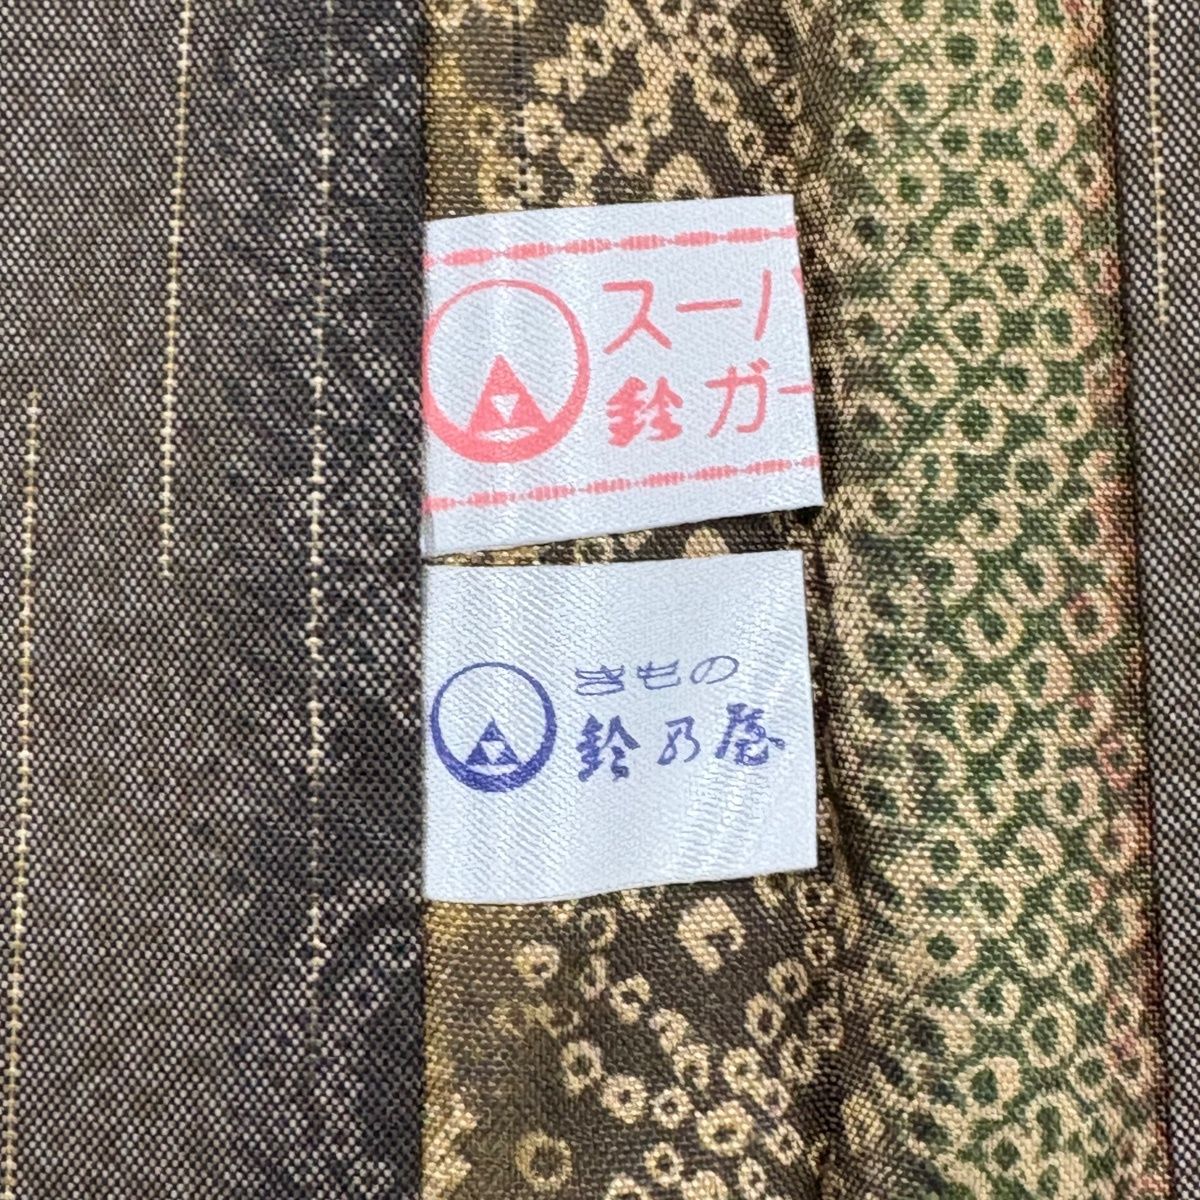 スーパ
鈴ガー
きもの
鈴乃屋